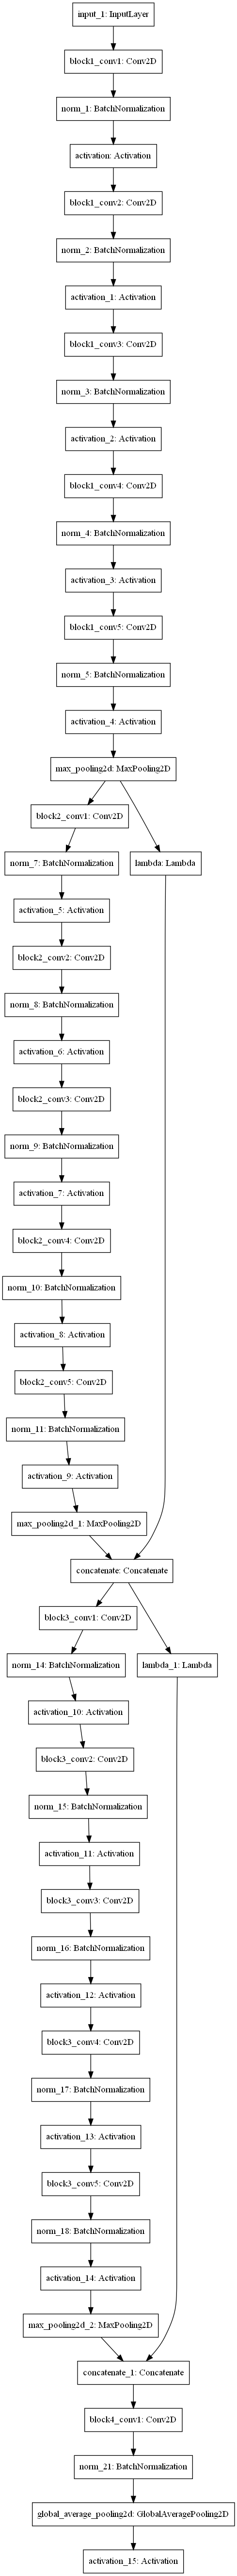 input_1: InputLayer
block1_conv1: Conv2D
norm_1: BatchNormalization
activation: Activation
block1_conv2: Conv2D
norm_2: BatchNormalization
activation_1: Activation
block1_conv3: Conv2D
norm_3: BatchNormalization
activation_2: Activation
block1_conv4: Conv2D
norm_4: BatchNormalization
activation_3: Activation
block1_conv5: Conv2D
norm_5: BatchNormalization
activation_4: Activation
max_pooling2d: MaxPooling2D
block2_conv1: Conv2D
norm_7: BatchNormalization
lambda: Lambda
activation_5: Activation
block2_conv2: Conv2D
norm_8: BatchNormalization
activation_6: Activation
block2_conv3: Conv2D
norm_9: BatchNormalization
activation_7: Activation
block2_conv4: Conv2D
norm_10: BatchNormalization
activation_8: Activation
block2_conv5: Conv2D
norm_11: BatchNormalization
activation_9: Activation
max_pooling2d_1: MaxPooling2D
concatenate: Concatenate
block3_conv1: Conv2D
norm_14: BatchNormalization
lambda_1: Lambda
activation_10: Activation
block3_conv2: Conv2D
norm_15: BatchNormalization
activation_11: Activation
block3_conv3: Conv2D
norm_16: BatchNormalization
activation_12: Activation
block3_conv4: Conv2D
norm_17: BatchNormalization
activation_13: Activation
block3_conv5: Conv2D
norm_18: BatchNormalization
activation_14: Activation
max_pooling2d_2: MaxPooling2D
concatenate_1: Concatenate
block4_conv1: Conv2D
norm_21: BatchNormalization
global_average_pooling2d: GlobalAveragePooling2D
activation_15: Activation